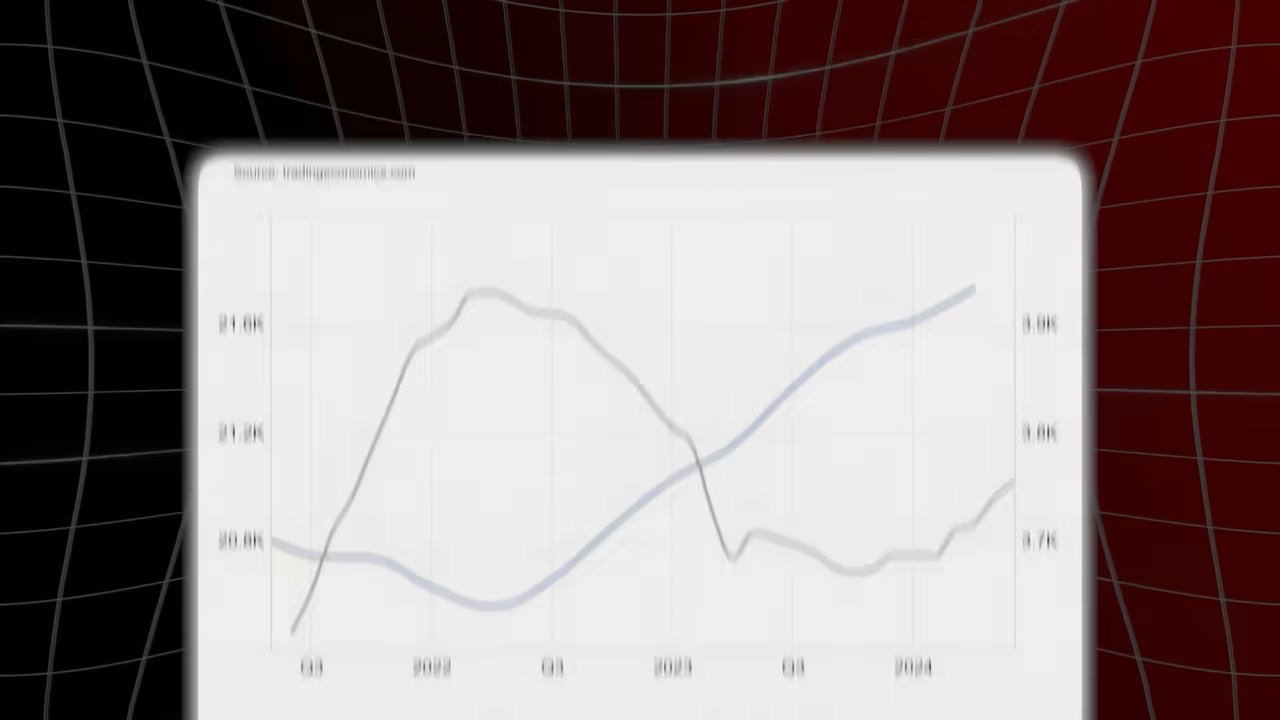 Source: tradingeconomics.com
21.6K
3.9K
21.2K
3.8K
20.8K
3.7K
Q3 2022 Q3 2023 Q3 2024